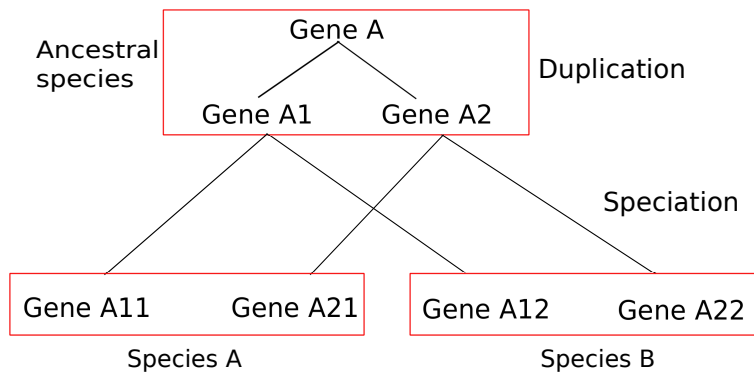 Gene A
Ancestral
species
Duplication
Gene A1
Gene A2
Speciation
Gene A11
Gene A21
Gene A12
Gene A22
Species A
Species B